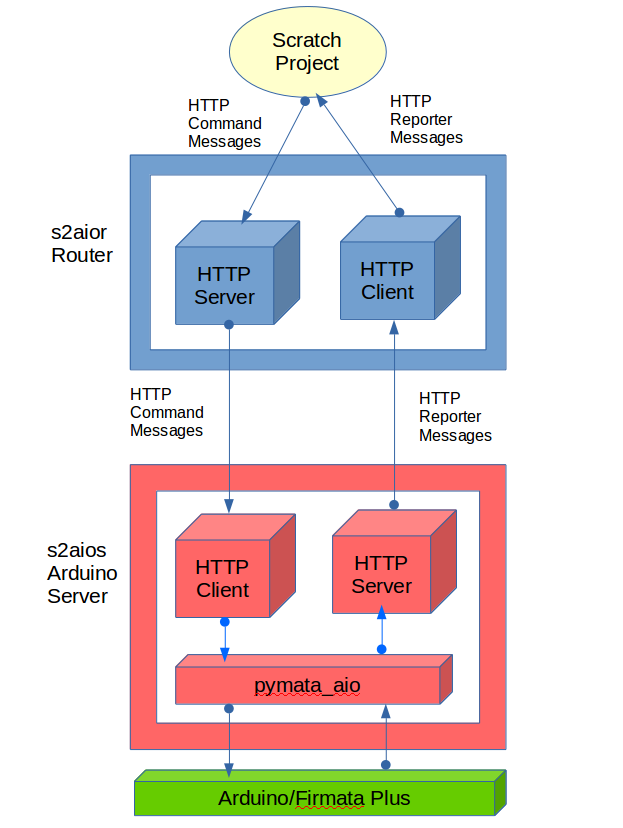 Scratch
Project
HTTP
Command
Messages
HTTP
Reporter
Messages
s2aior
Router
HTTP
Server
HTTP
Client
HTTP
Command
Messages
HTTP
Reporter
Messages
s2aios
Arduino
Server
HTTP
Client
HTTP
Server
pymata_aio
Arduino/Firmata Plus